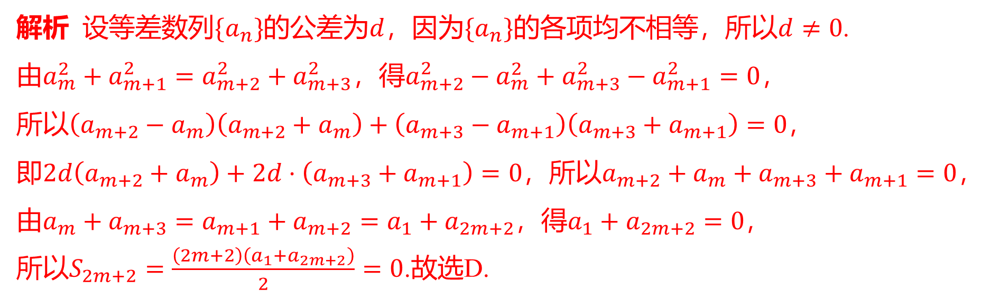 解析 设等差数列{aₙ}的公差为d，因为{aₙ}的各项均不相等，所以d ≠ 0.
由$a_m^2 + a_{m+1}^2 = a_{m+2}^2 + a_{m+3}^2$，得$a_{m+2}^2 - a_m^2 + a_{m+3}^2 - a_{m+1}^2 = 0$，
所以$(a_{m+2} - a_m)(a_{m+2} + a_m) + (a_{m+3} - a_{m+1})(a_{m+3} + a_{m+1}) = 0$，
即$2d(a_{m+2} + a_m) + 2d \cdot (a_{m+3} + a_{m+1}) = 0$，所以$a_{m+2} + a_m + a_{m+3} + a_{m+1} = 0$，
由$a_m + a_{m+3} = a_{m+1} + a_{m+2} = a_1 + a_{2m+2}$，得$a_1 + a_{2m+2} = 0$，
所以$S_{2m+2} = \frac{(2m+2)(a_1+a_{2m+2})}{2} = 0$.故选D.